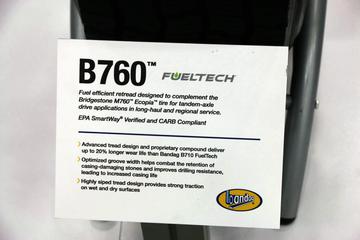 B760™ FUELTECH
Fuel efficient retread designed to complement the
Bridgestone M760™ Ecopia™ tire for tandem-axle
drive applications in long-haul and regional service.
EPA SmartWay® Verified and CARB Compliant
Advanced tread design and proprietary compound deliver
up to 20% longer wear life than Bandag B710 FuelTech
Optimized groove width helps combat the retention of
casing-damaging stones and improves drilling resistance,
leading to increased casing life
Highly siped tread design provides strong traction
on wet and dry surfaces
bandag